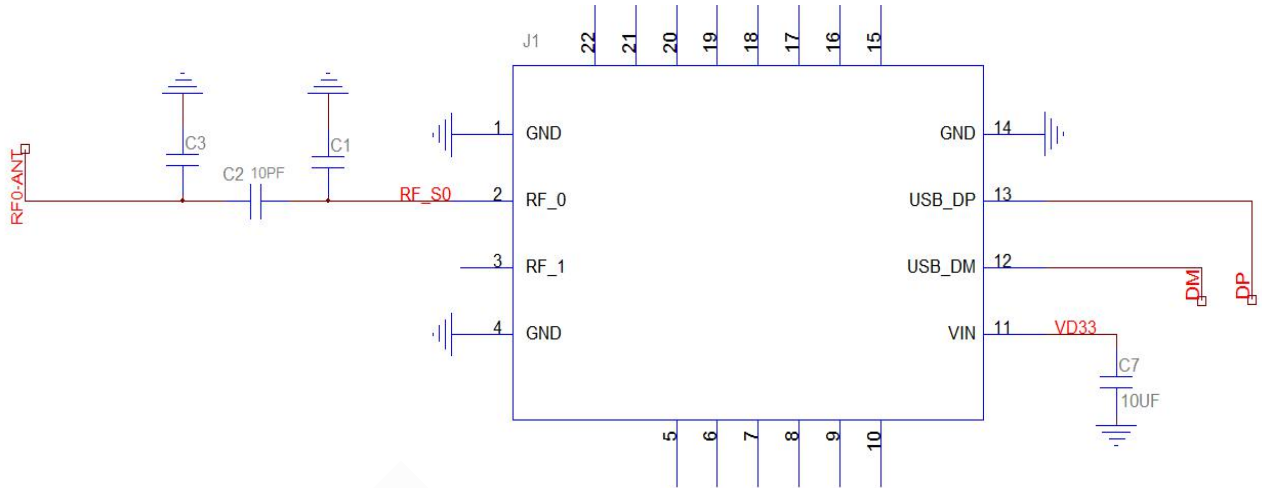 J1
22
21
20
19
18
17
16
15
1 GND
GND 14
C3
C1
C2 10PF
RF0-ANT
RF_S0
2 RF_0
USB_DP 13
3 RF_1
USB_DM 12
DM
DP
4 GND
VIN 11
VD33
C7
10UF
5
6
7
8
9
10